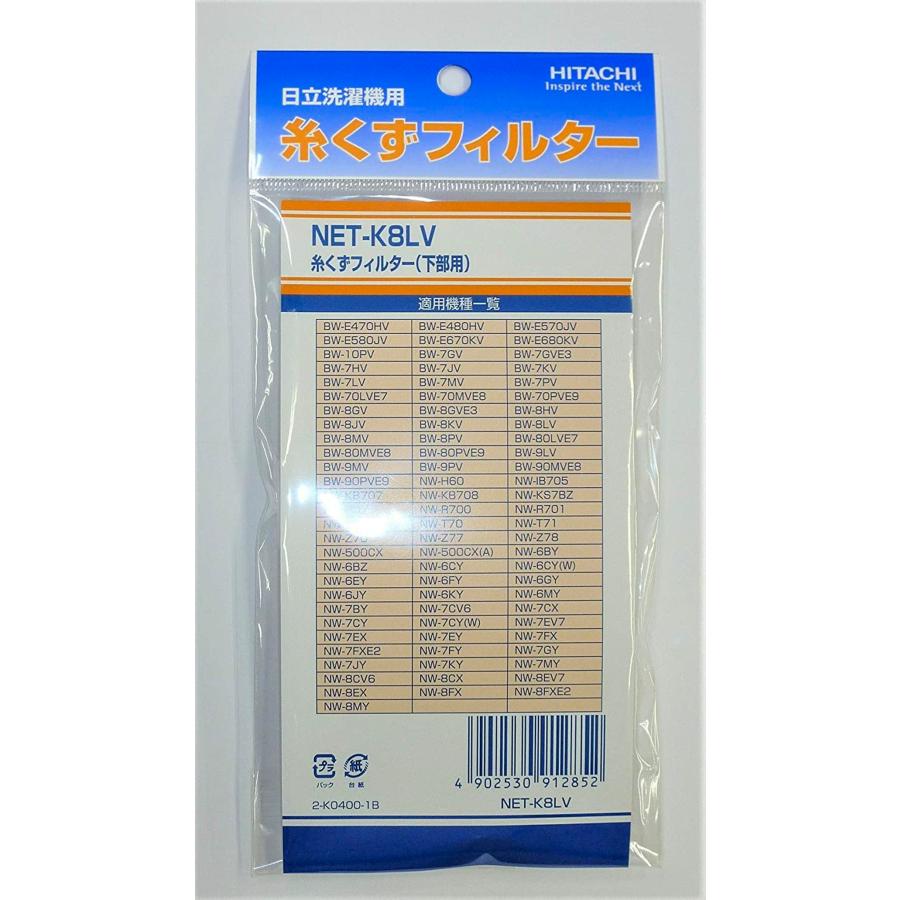 HITACHI
Inspire the Next
日立洗濯機用
糸くずフィルター
NET-K8LV
糸くずフィルター(下部用)
適用機種一覧
BW-E470HV BW-E480HV BW-E570JV
BW-E580JV BW-E670KV BW-E680KV
BW-10PV BW-7GV BW-7GVE3
BW-7HV BW-7JV BW-7KV
BW-7LV BW-7MV BW-7PV
BW-70LVE7 BW-70MVE8 BW-70PVE9
BW-8GV BW-8GVE3 BW-8HV
BW-8JV BW-8KV BW-8LV
BW-8MV BW-8PV BW-80LVE7
BW-80MVE8 BW-80PVE9 BW-9LV
BW-9MV BW-9PV BW-90MVE8
BW-90PVE9 NW-H60 NW-IB705
NW-KB707 NW-KB708 NW-KS7BZ
NW-R700 NW-R701
NW-T70 NW-T71
NW-Z77 NW-Z78
NW-500CX NW-500CX(A) NW-6BY
NW-6BZ NW-6CY NW-6CY(W)
NW-6EY NW-6FY NW-6GY
NW-6JY NW-6KY NW-6MY
NW-7BY NW-7CV6 NW-7CX
NW-7CY NW-7CY(W) NW-7EV7
NW-7EX NW-7EY NW-7FX
NW-7FXE2 NW-7FY NW-7GY
NW-7JY NW-7KY NW-7MY
NW-8CV6 NW-8CX NW-8EV7
NW-8EX NW-8FX NW-8FXE2
NW-8MY
プラ 紙
パック 台紙
4 902530 912852
2-K0400-1B NET-K8LV